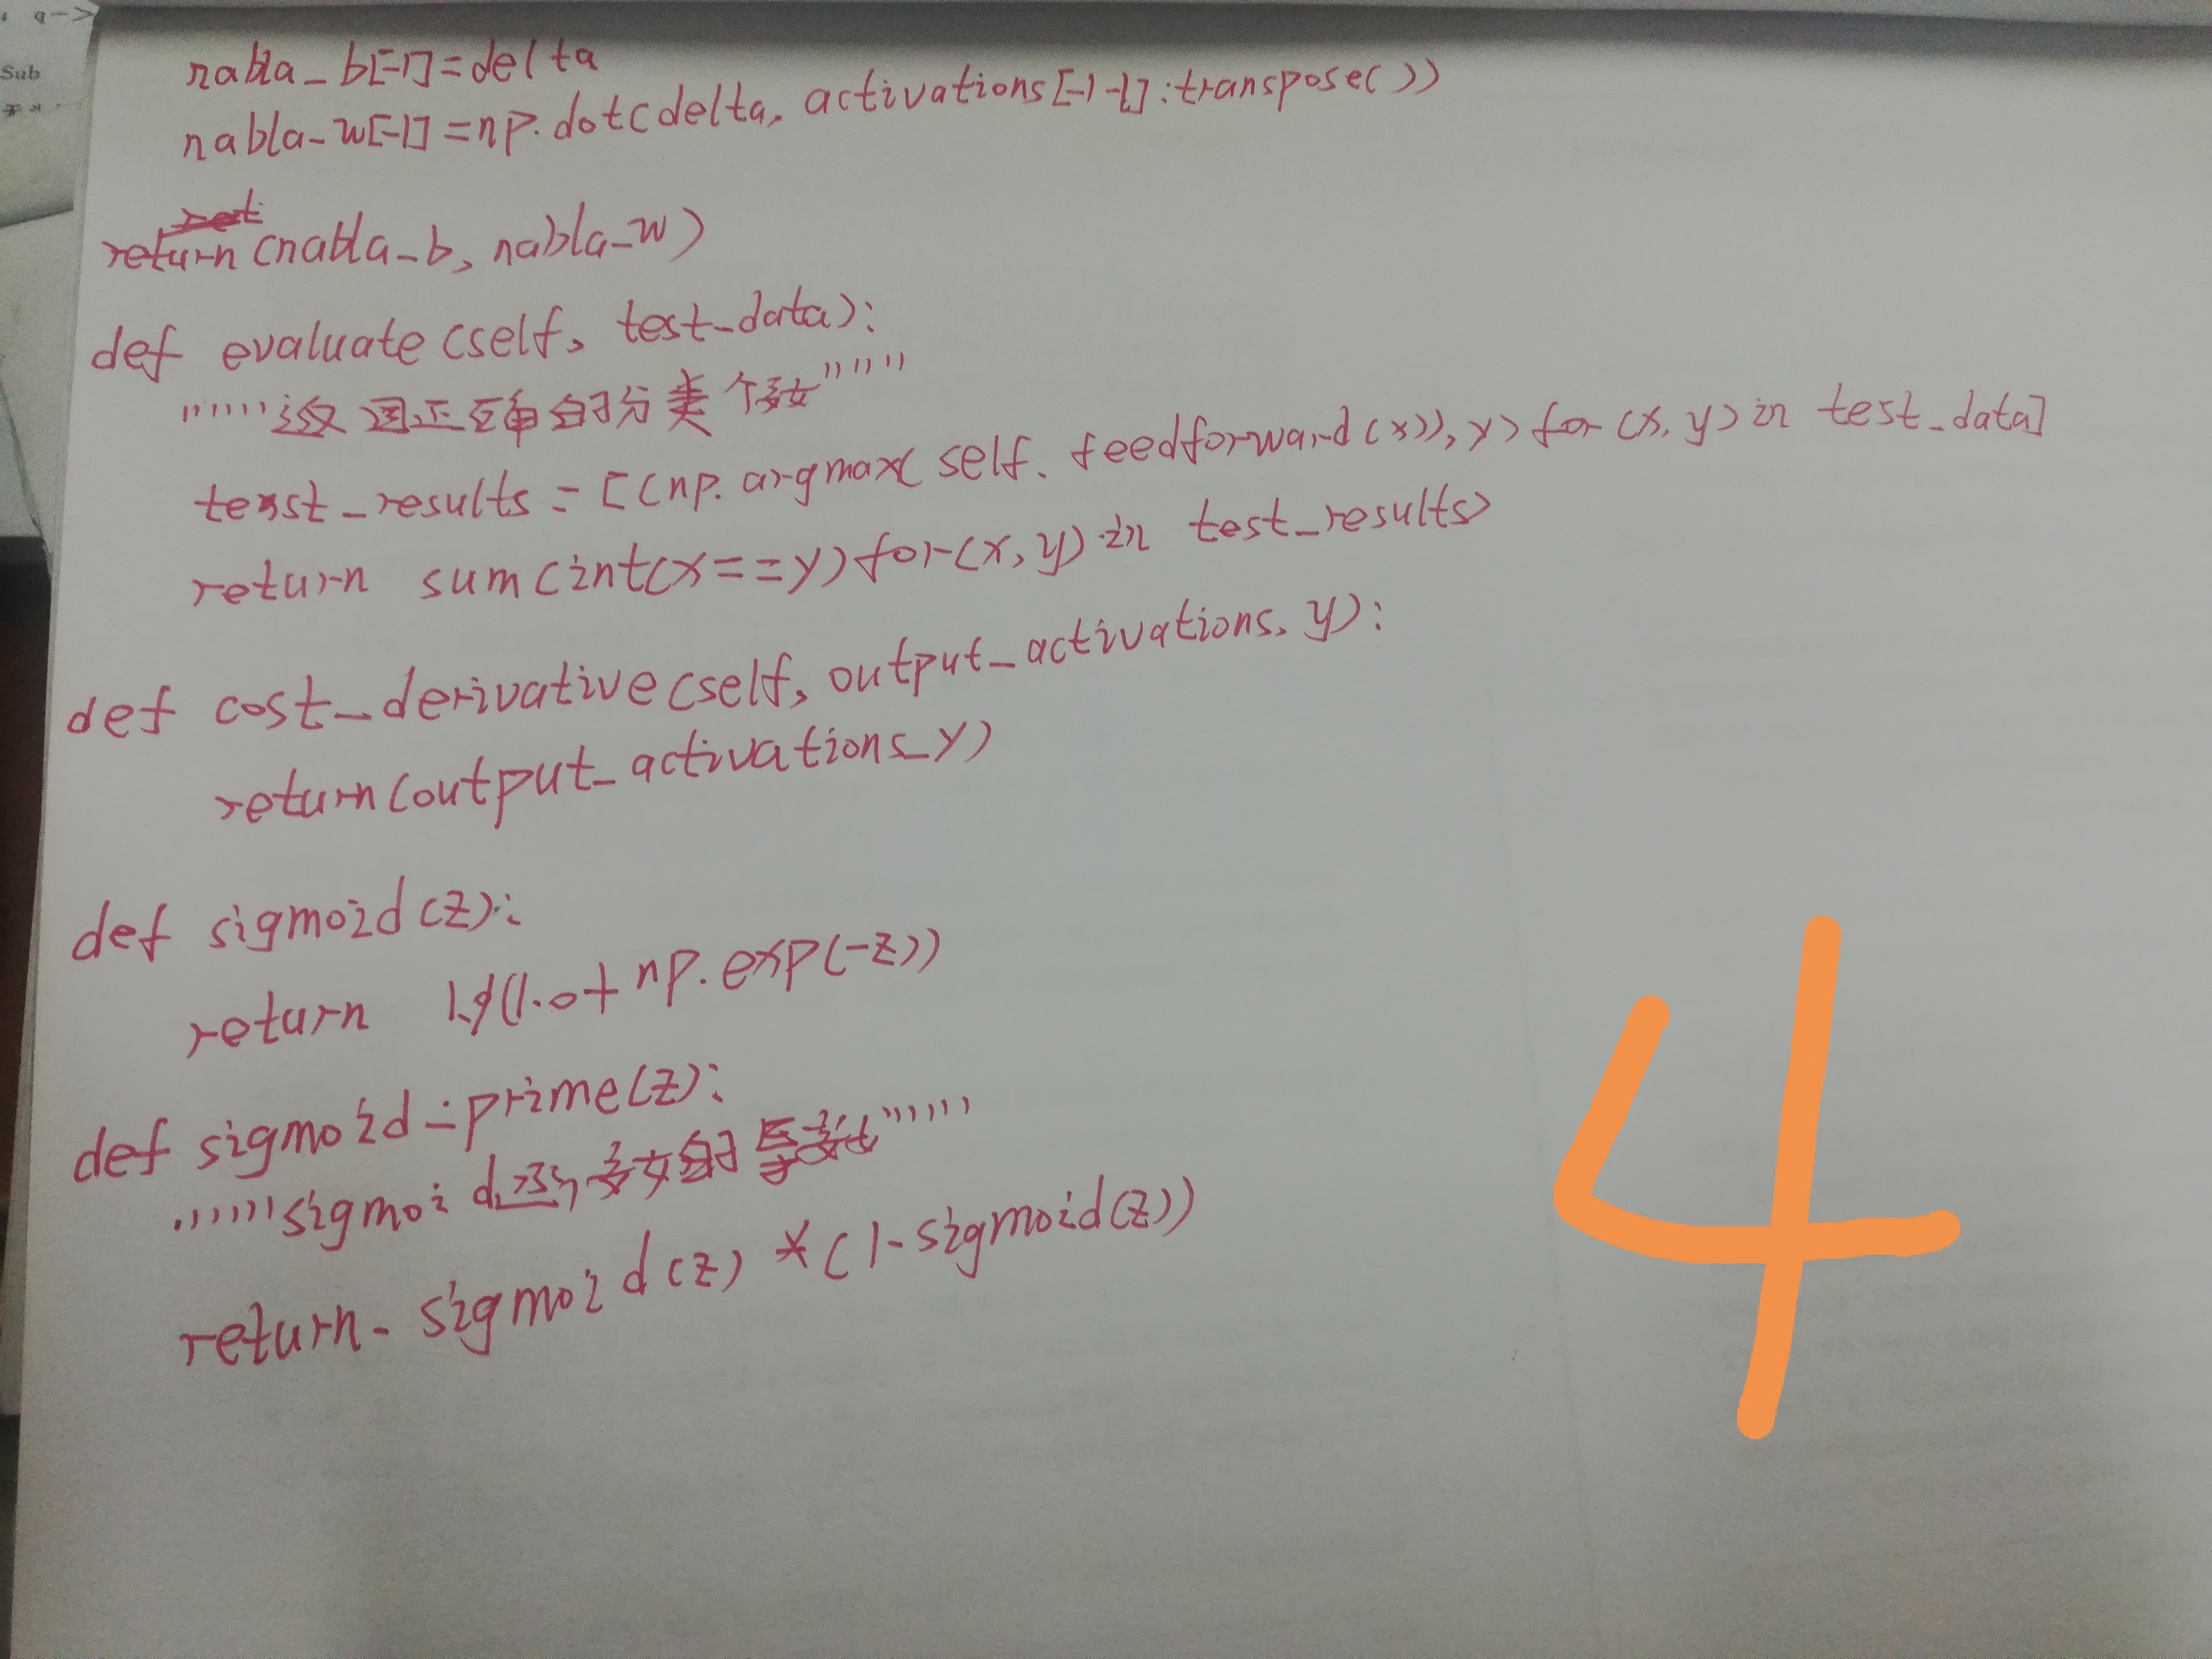 q->
Sub
nabla_b[-1]=delta
nabla_w[-1]=np.dot(delta, activations[-1-1].transpose())
return(nabla_b, nabla_w)
def evaluate(self, test_data):
""""""返回正确的分类个数""""""
test_results = [(np.argmax(self.feedforward(x)),y) for (x,y) in test_data]
return sum(int(x==y) for (x,y) in test_results)
def cost_derivative(self, output_activations, y):
return(output_activations-y)
def sigmoid(z):
return 1.0/(1.0+np.exp(-z))
def sigmoid_prime(z):
""""""sigmoid函数的导数""""""
return sigmoid(z)*(1-sigmoid(z))
4